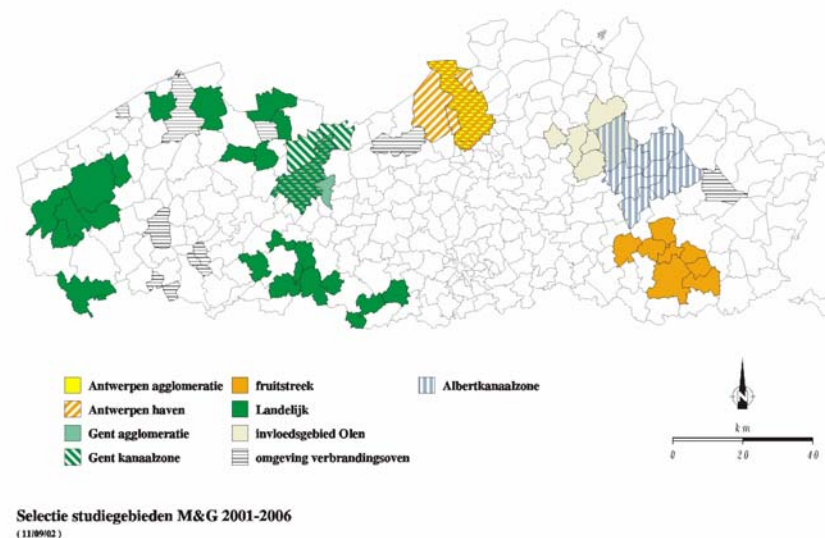 Antwerpen agglomeratie
Antwerpen haven
Gent agglomeratie
Gent kanaalzone
fruitstreek
Landelijk
invloedsgebied Olen
omgeving verbrandingsoven
Albertkanaalzone
N
km
0 20 40
Selectie studiegebieden M&G 2001-2006
(11/09/02)